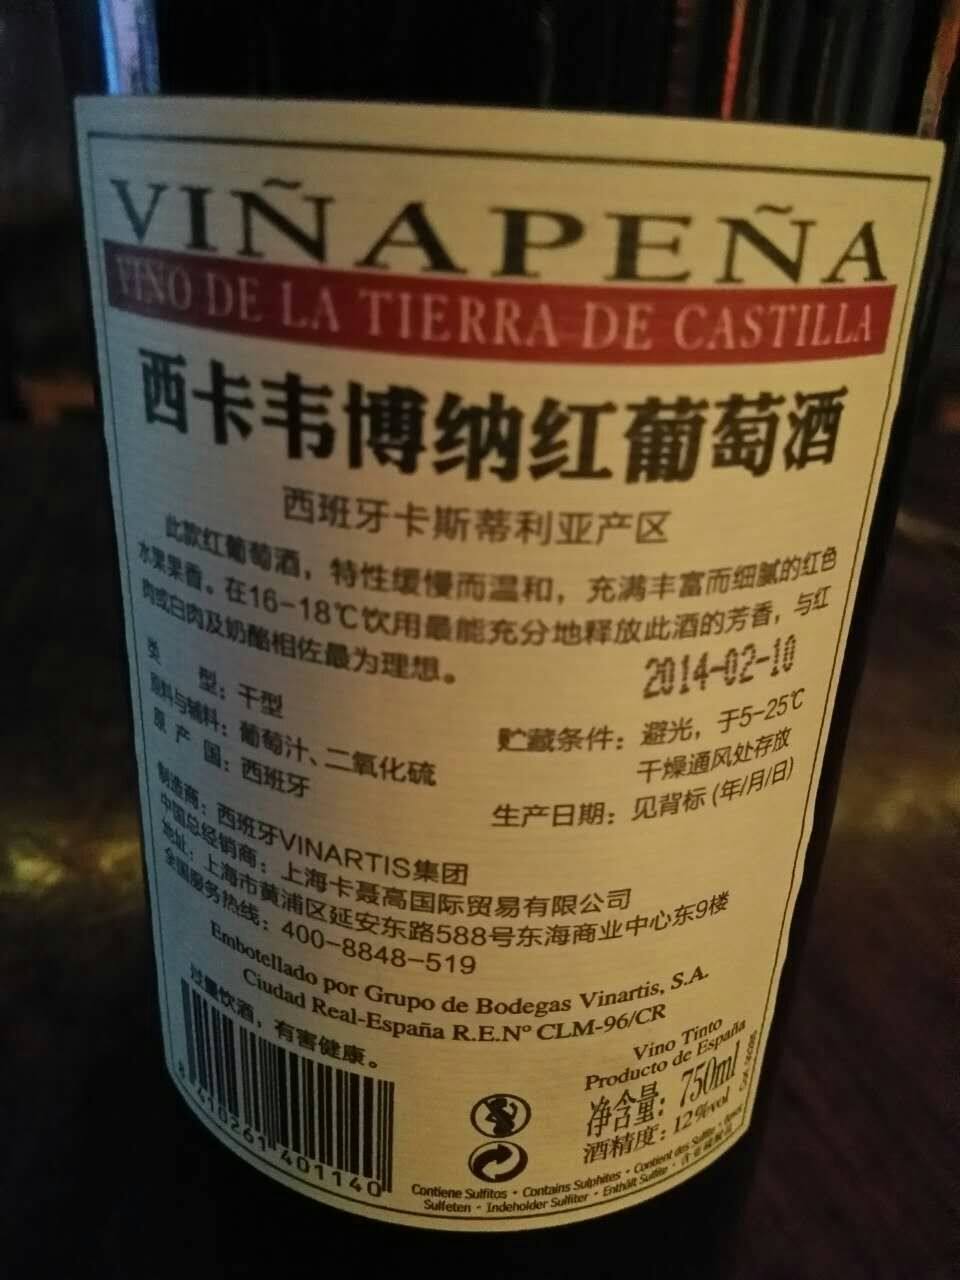 VIÑAPEÑA
VINO DE LA TIERRA DE CASTILLA
西卡韦博纳红葡萄酒
西班牙卡斯蒂利亚产区
此款红葡萄酒，特性缓慢而温和，充满丰富而细腻的红色
水果果香。在16-18℃饮用最能充分地释放此酒的芳香，与红
肉或白肉及奶酪相佐最为理想。
2014-02-10
类型：干型
原料与辅料：葡萄汁、二氧化硫
原产国：西班牙
贮藏条件：避光，于5-25℃
干燥通风处存放
生产日期：见背标(年/月/日)
制造商：西班牙VINARTIS集团
中国总经销商：上海卡聂高国际贸易有限公司
地址：上海市黄浦区延安东路588号东海商业中心东9楼
全国服务热线：400-8848-519
Embotellado por Grupo de Bodegas Vinartis, S.A.
Ciudad Real-España R.E.Nº CLM-96/CR
过量饮酒，有害健康。
Vino Tinto
Producto de España
净含量：750ml
酒精度：12%vol
8 410261 401140
Contiene Sulfitos · Contains Sulphites · Contient des Sulfite
Sulfeten · Indeholder Sulfiter · Enthält Sulfite